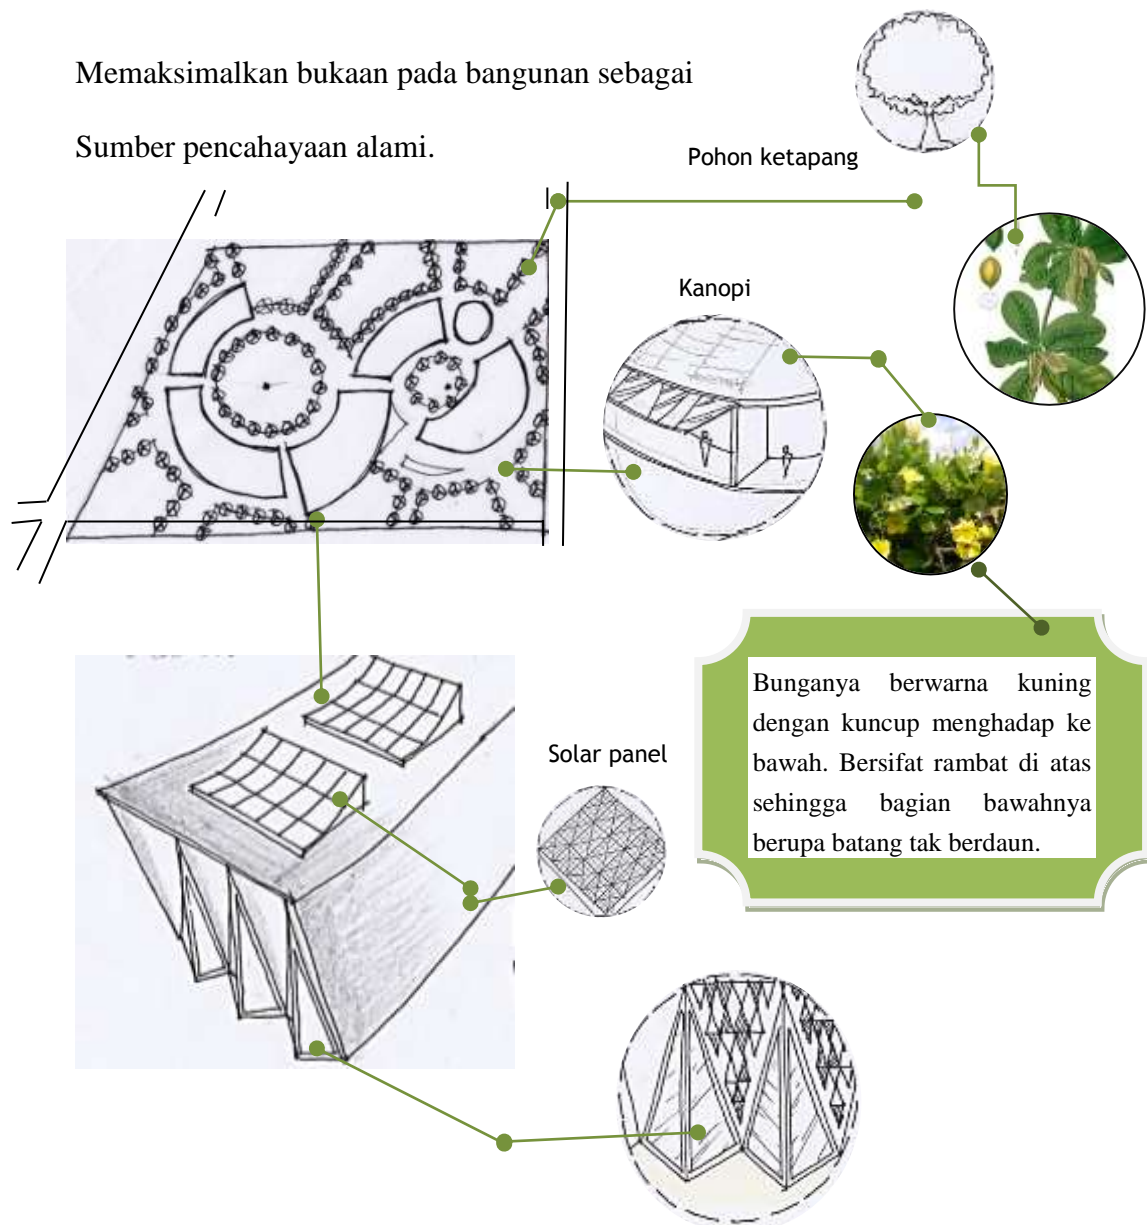 Memaksimalkan bukaan pada bangunan sebagai
Sumber pencahayaan alami.
Pohon ketapang
Kanopi
Bunganya berwarna kuning
dengan kuncup menghadap ke
bawah. Bersifat rambat di atas
sehingga bagian bawahnya
berupa batang tak berdaun.
Solar panel